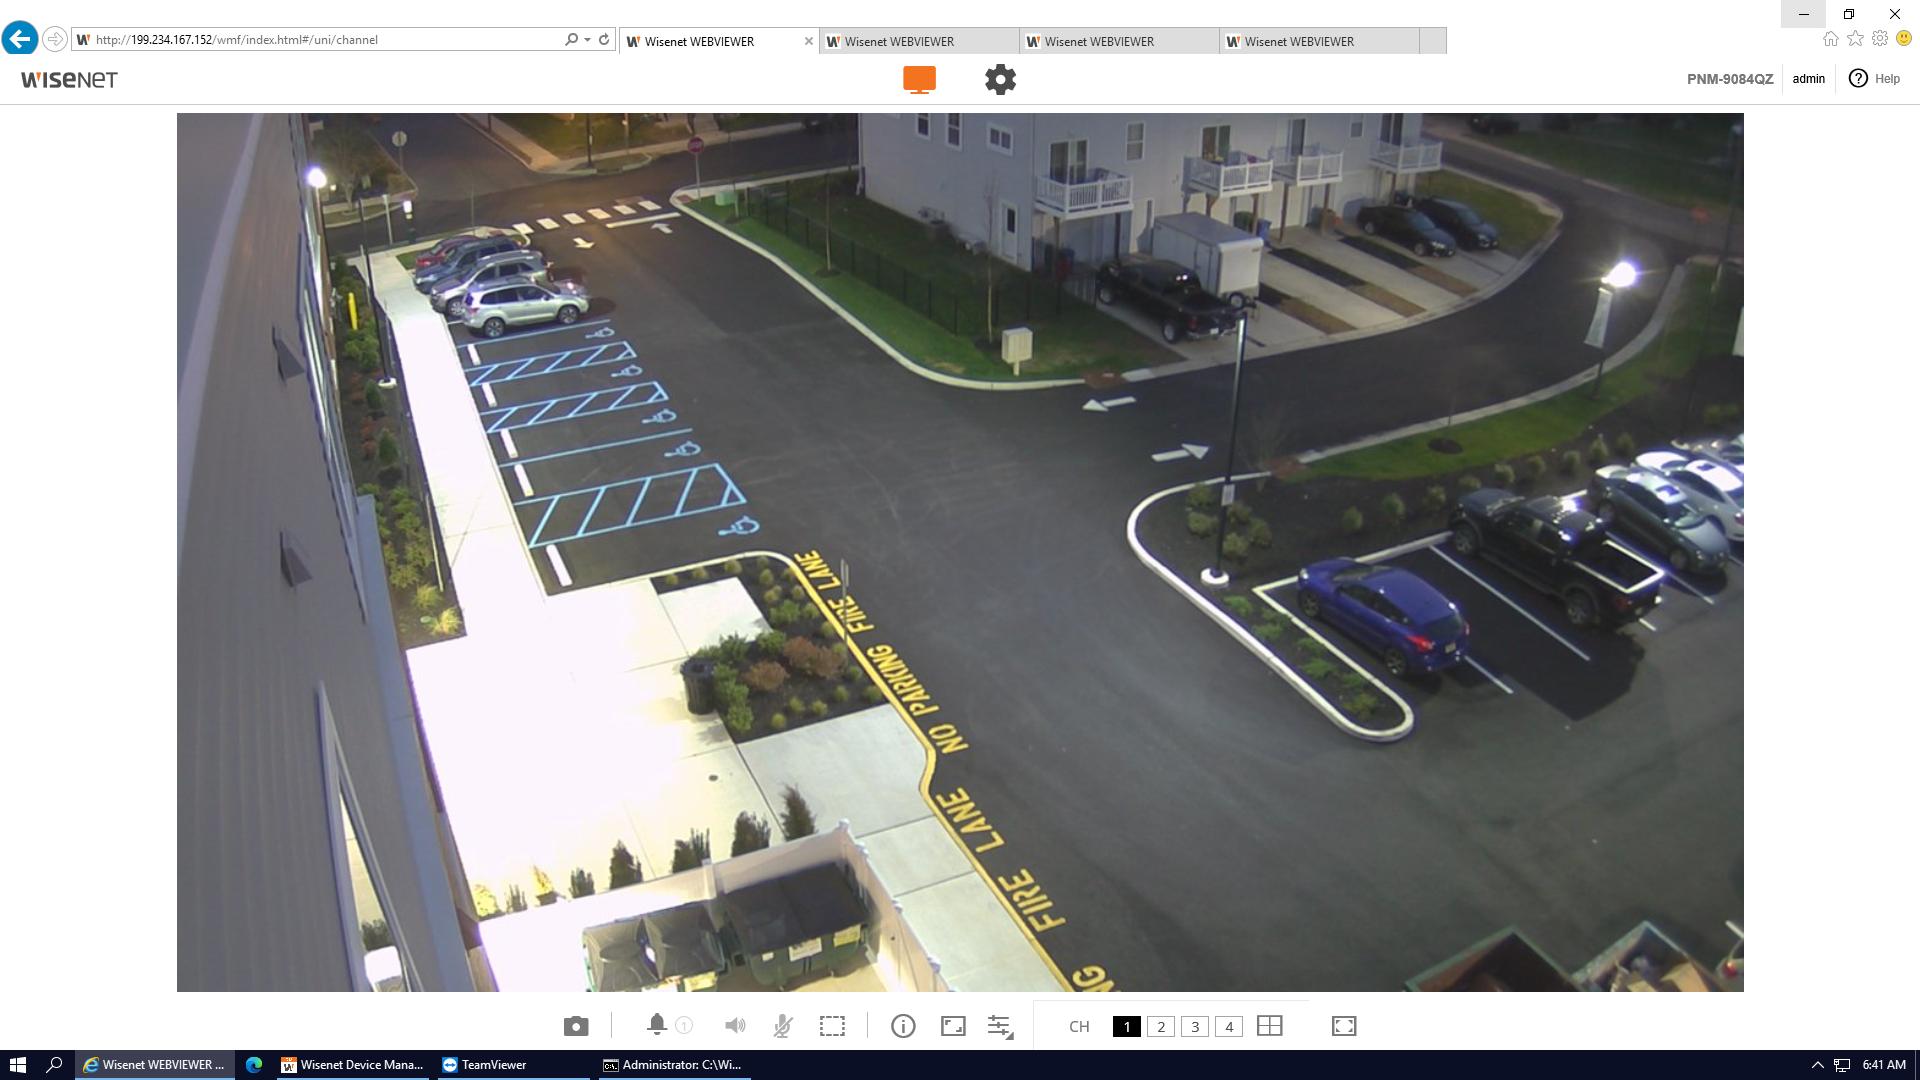 http://199.234.167.152/wmf/index.html#/uni/channel
Wisenet WEBVIEWER
Wisenet WEBVIEWER
Wisenet WEBVIEWER
Wisenet WEBVIEWER
WISENET
PNM-9084QZ
admin
Help
FIRE LANE
NO PARKING
FIRE LANE
NG
1
CH
1
2
3
4
Wisenet WEBVIEWER ...
Wisenet Device Mana...
TeamViewer
Administrator: C:\Wi...
6:41 AM